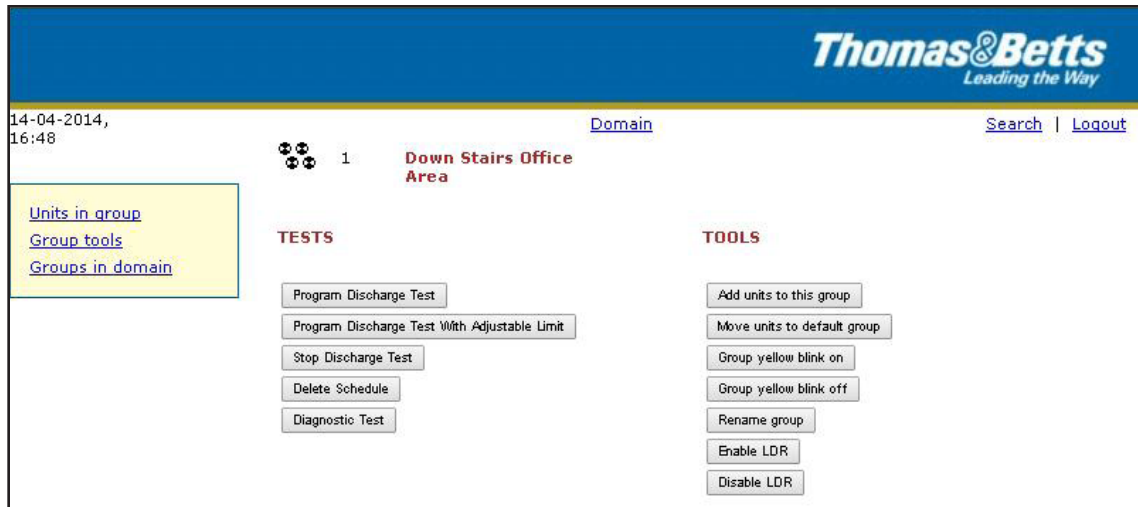 Thomas&Betts
Leading the Way
14-04-2014,
16:48
Domain
Search | Logout
1 Down Stairs Office
Area
Units in group
Group tools
Groups in domain
TESTS
Program Discharge Test
Program Discharge Test With Adjustable Limit
Stop Discharge Test
Delete Schedule
Diagnostic Test
TOOLS
Add units to this group
Move units to default group
Group yellow blink on
Group yellow blink off
Rename group
Enable LDR
Disable LDR